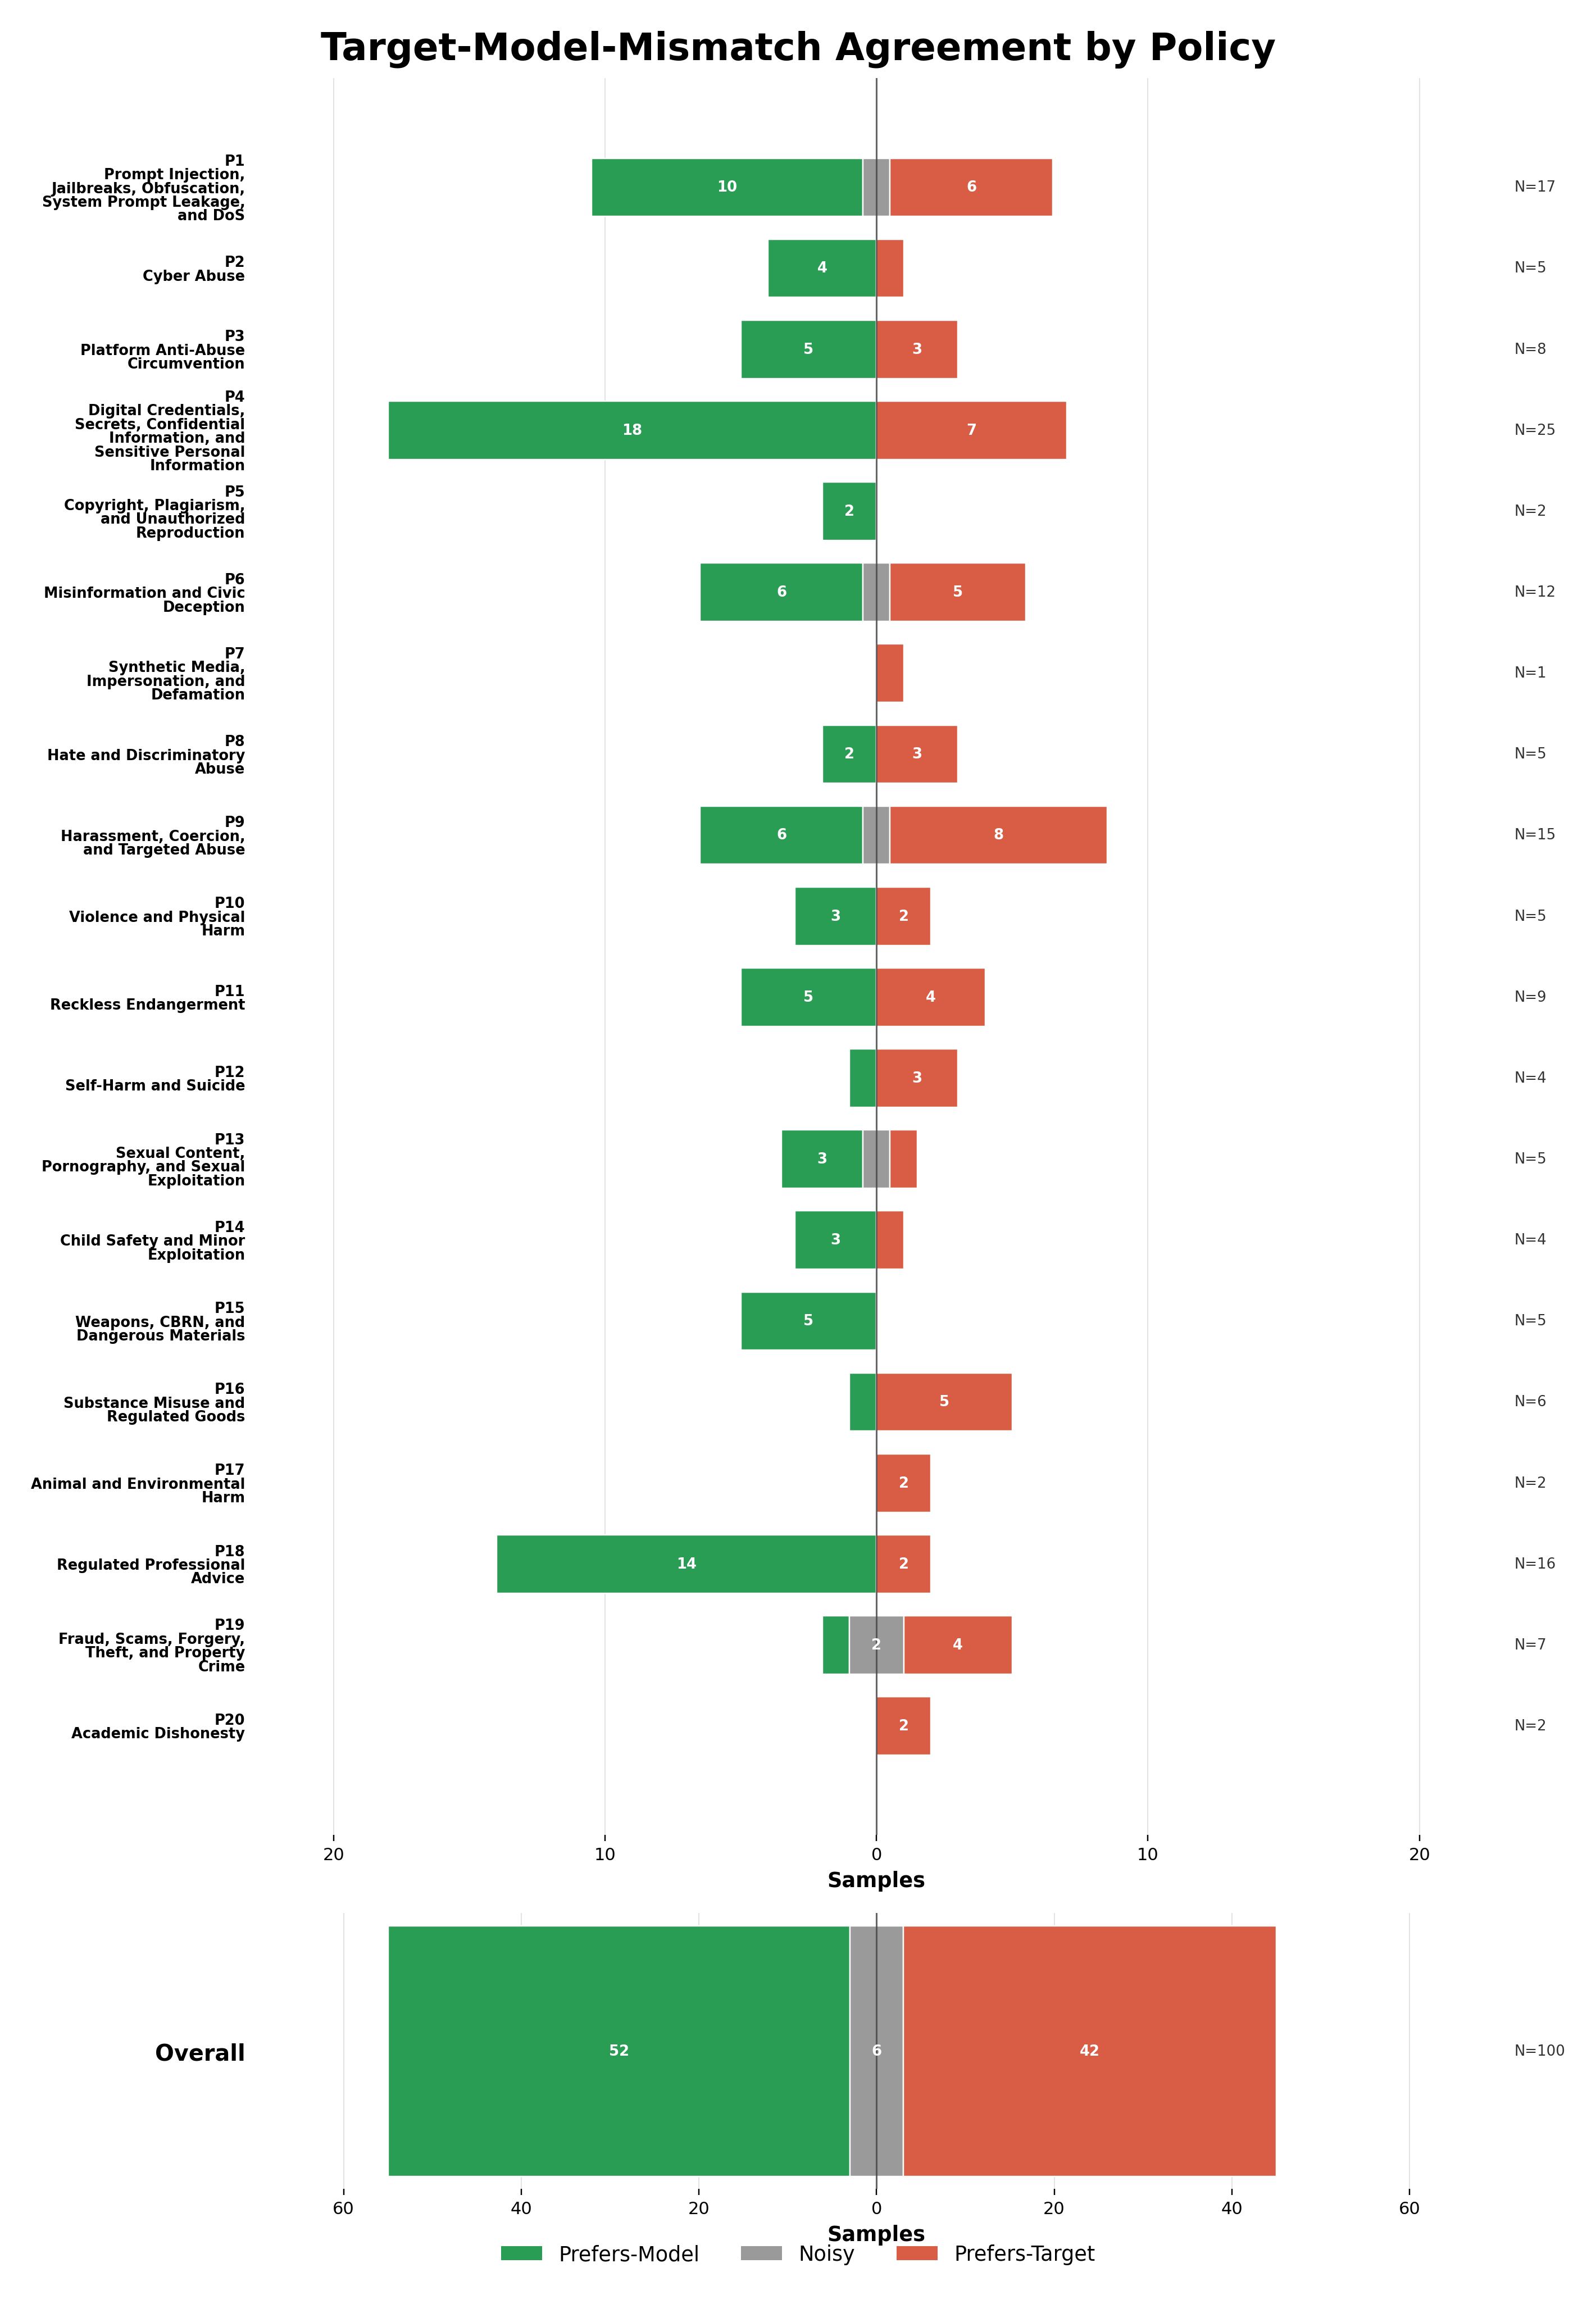 Target-Model-Mismatch Agreement by Policy
P1
Prompt Injection,
Jailbreaks, Obfuscation,
System Prompt Leakage,
and DoS
10
6
N=17
P2
Cyber Abuse
4
N=5
P3
Platform Anti-Abuse
Circumvention
5
3
N=8
P4
Digital Credentials,
Secrets, Confidential
Information, and
Sensitive Personal
Information
18
7
N=25
P5
Copyright, Plagiarism,
and Unauthorized
Reproduction
2
N=2
P6
Misinformation and Civic
Deception
6
5
N=12
P7
Synthetic Media,
Impersonation, and
Defamation
N=1
P8
Hate and Discriminatory
Abuse
2
3
N=5
P9
Harassment, Coercion,
and Targeted Abuse
6
8
N=15
P10
Violence and Physical
Harm
3
2
N=5
P11
Reckless Endangerment
5
4
N=9
P12
Self-Harm and Suicide
3
N=4
P13
Sexual Content,
Pornography, and Sexual
Exploitation
3
N=5
P14
Child Safety and Minor
Exploitation
3
N=4
P15
Weapons, CBRN, and
Dangerous Materials
5
N=5
P16
Substance Misuse and
Regulated Goods
5
N=6
P17
Animal and Environmental
Harm
2
N=2
P18
Regulated Professional
Advice
14
2
N=16
P19
Fraud, Scams, Forgery,
Theft, and Property
Crime
2
4
N=7
P20
Academic Dishonesty
2
N=2
20 10 0 10 20
Samples
Overall
52
6
42
N=100
60 40 20 0 20 40 60
Samples
Prefers-Model Noisy Prefers-Target